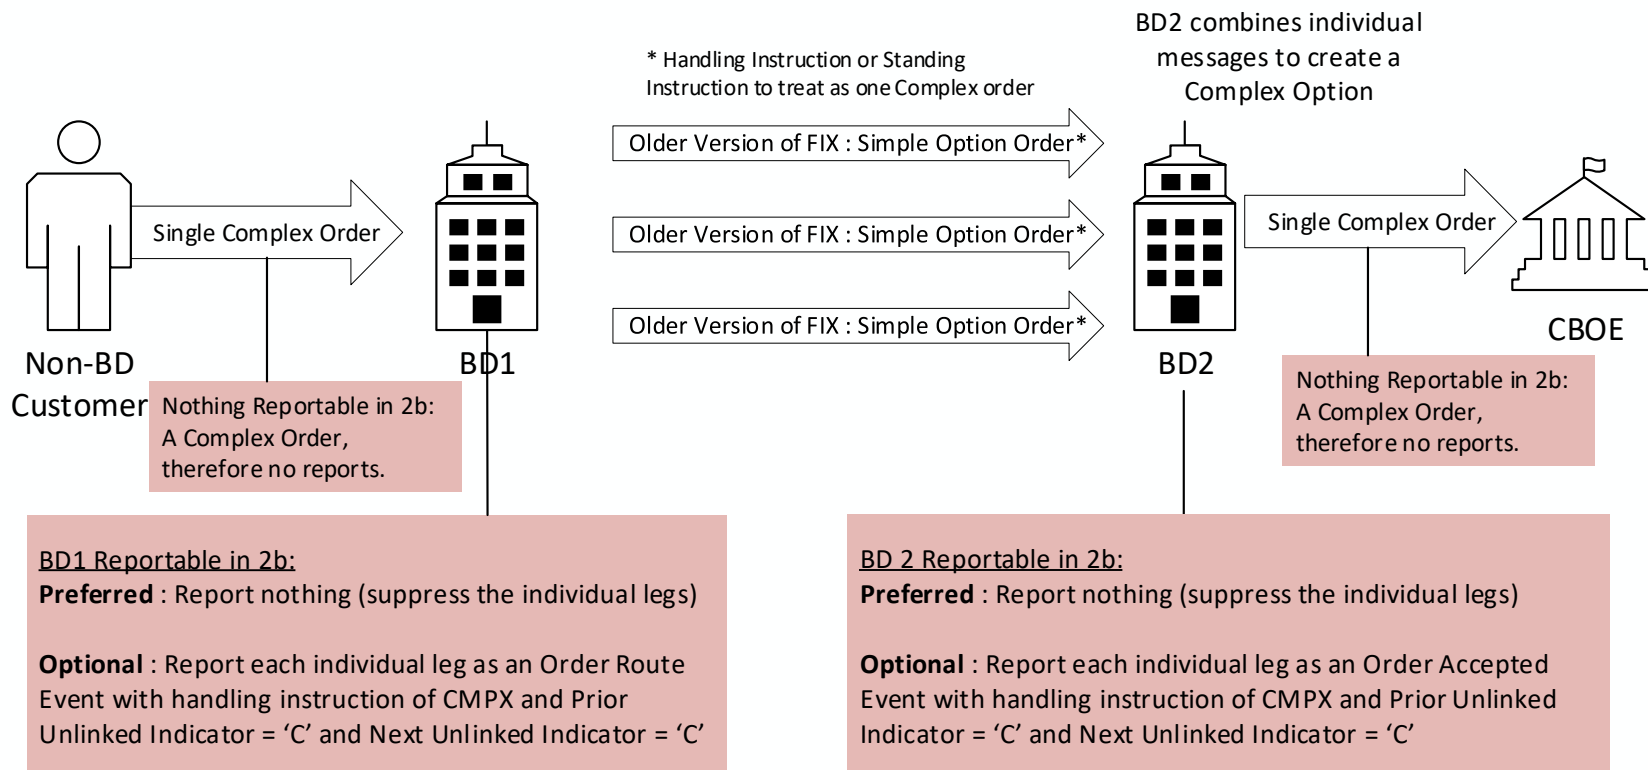 BD2 combines individual
messages to create a
Complex Option
* Handling Instruction or Standing
Instruction to treat as one Complex order
Older Version of FIX : Simple Option Order*
Single Complex Order
Older Version of FIX : Simple Option Order*
Single Complex Order
Older Version of FIX : Simple Option Order*
Non-BD
Customer
BD1
BD2
CBOE
Nothing Reportable in 2b:
A Complex Order,
therefore no reports.
Nothing Reportable in 2b:
A Complex Order,
therefore no reports.
BD1 Reportable in 2b:
Preferred : Report nothing (suppress the individual legs)
Optional : Report each individual leg as an Order Route
Event with handling instruction of CMPX and Prior
Unlinked Indicator = ‘C’ and Next Unlinked Indicator = ‘C’
BD 2 Reportable in 2b:
Preferred : Report nothing (suppress the individual legs)
Optional : Report each individual leg as an Order Accepted
Event with handling instruction of CMPX and Prior Unlinked
Indicator = ‘C’ and Next Unlinked Indicator = ‘C’